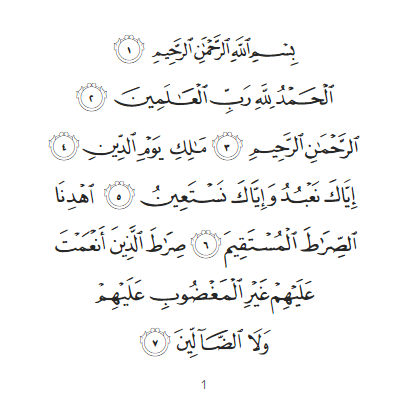 بِسْمِ ٱللَّهِ ٱلرَّحْمَٰنِ ٱلرَّحِيمِ ١
ٱلْحَمْدُ لِلَّهِ رَبِّ ٱلْعَـٰلَمِينَ ٢
ٱلرَّحْمَٰنِ ٱلرَّحِيمِ ٣ مَـٰلِكِ يَوْمِ ٱلدِّينِ ٤
إِيَّاكَ نَعْبُدُ وَإِيَّاكَ نَسْتَعِينُ ٥ ٱهْدِنَا
ٱلصِّرَٰطَ ٱلْمُسْتَقِيمَ ٦ صِرَٰطَ ٱلَّذِينَ أَنْعَمْتَ
عَلَيْهِمْ غَيْرِ ٱلْمَغْضُوبِ عَلَيْهِمْ
وَلَا ٱلضَّآلِّينَ ٧
1